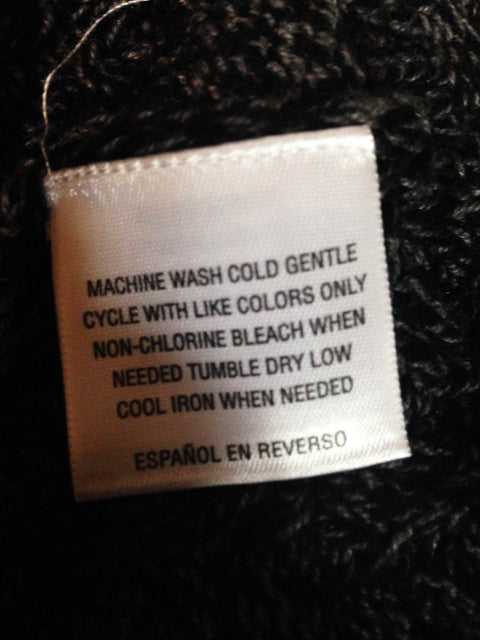 MACHINE WASH COLD GENTLE
CYCLE WITH LIKE COLORS ONLY
NON-CHLORINE BLEACH WHEN
NEEDED TUMBLE DRY LOW
COOL IRON WHEN NEEDED
ESPAÑOL EN REVERSO